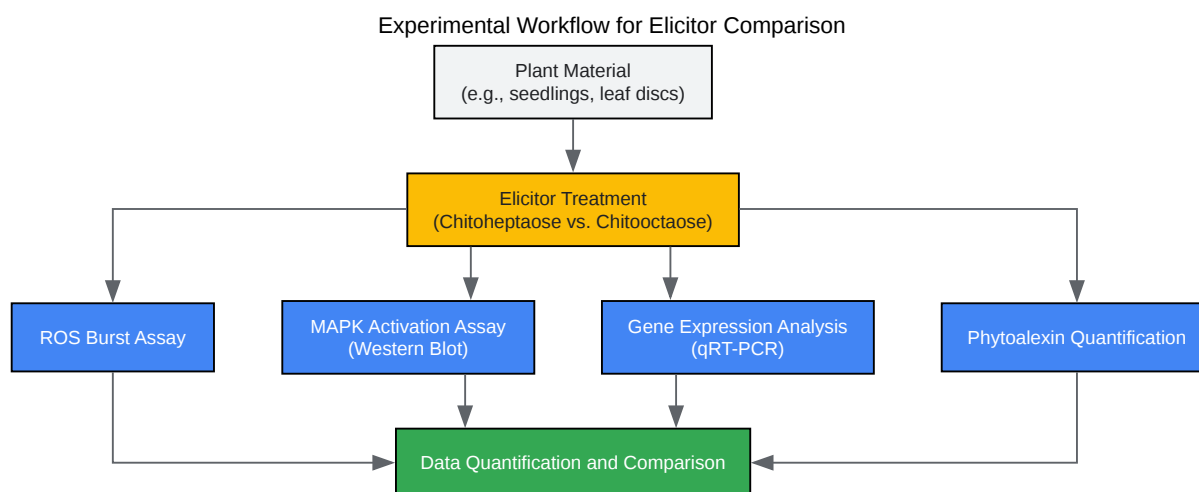 Experimental Workflow for Elicitor Comparison
Plant Material
(e.g., seedlings, leaf discs)
Elicitor Treatment
(Chitoheptaose vs. Chitooctaose)
ROS Burst Assay
MAPK Activation Assay
(Western Blot)
Gene Expression Analysis
(qRT-PCR)
Phytoalexin Quantification
Data Quantification and Comparison